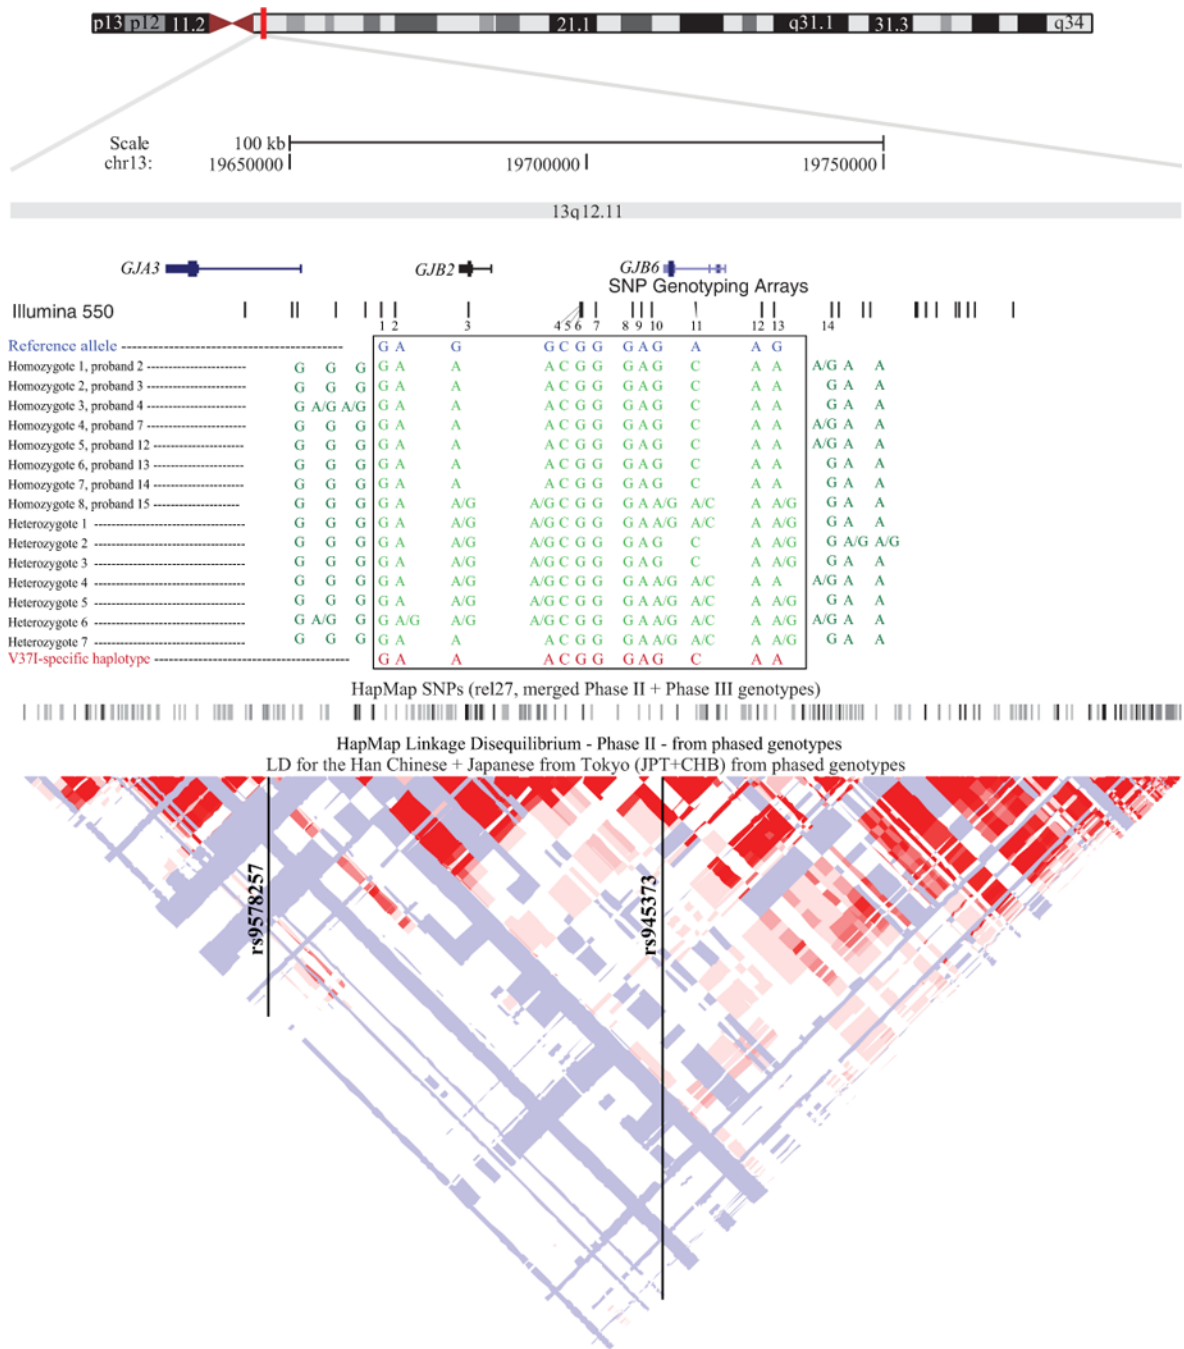 p13 p12 11.2 21.1 q31.1 31.3 q34
Scale 100 kb
chr13: 19650000 19700000 19750000
13q12.11
GJA3 GJB2 GJB6
SNP Genotyping Arrays
Illumina 550
1 2 3 4 5 6 7 8 9 10 11 12 13 14
Reference allele G A G G C G G G A G A A G
Homozygote 1, proband 2 G G G G A A A C G G G A G C A A A/G G A A
Homozygote 2, proband 3 G G G G A A A C G G G A G C A A G A A
Homozygote 3, proband 4 G A/G A/G G A A A C G G G A G C A A G A A
Homozygote 4, proband 7 G G G G A A A C G G G A G C A A A/G A A
Homozygote 5, proband 12 G G G G A A A C G G G A G C A A A/G A A
Homozygote 6, proband 13 G G G G A A A C G G G A G C A A G A A
Homozygote 7, proband 14 G G G G A A A C G G G A G C A A G A A
Homozygote 8, proband 15 G G G G A A/G A/G C G G G A A/G A/C A A/G G A A
Heterozygote 1 G G G G A A/G A/G C G G G A A/G A/C A A/G G A A
Heterozygote 2 G G G G A A/G A/G C G G G A G C A A/G G A/G A/G
Heterozygote 3 G G G G A A/G A/G C G G G A G C A A/G G A A
Heterozygote 4 G G G G A A/G A/G C G G G A A/G A/C A A A/G A A
Heterozygote 5 G G G G A A/G A/G C G G G A A/G A/C A A/G G A A
Heterozygote 6 G A/G G G A/G A/G A/G C G G G A A/G A/C A A/G A/G A A
Heterozygote 7 G G G G A A A C G G G A A/G A/C A A/G G A A
V37I-specific haplotype G A A A C G G G A G C A A
HapMap SNPs (rel27, merged Phase II + Phase III genotypes)
HapMap Linkage Disequilibrium - Phase II - from phased genotypes
LD for the Han Chinese + Japanese from Tokyo (JPT+CHB) from phased genotypes
rs9578257
rs945373